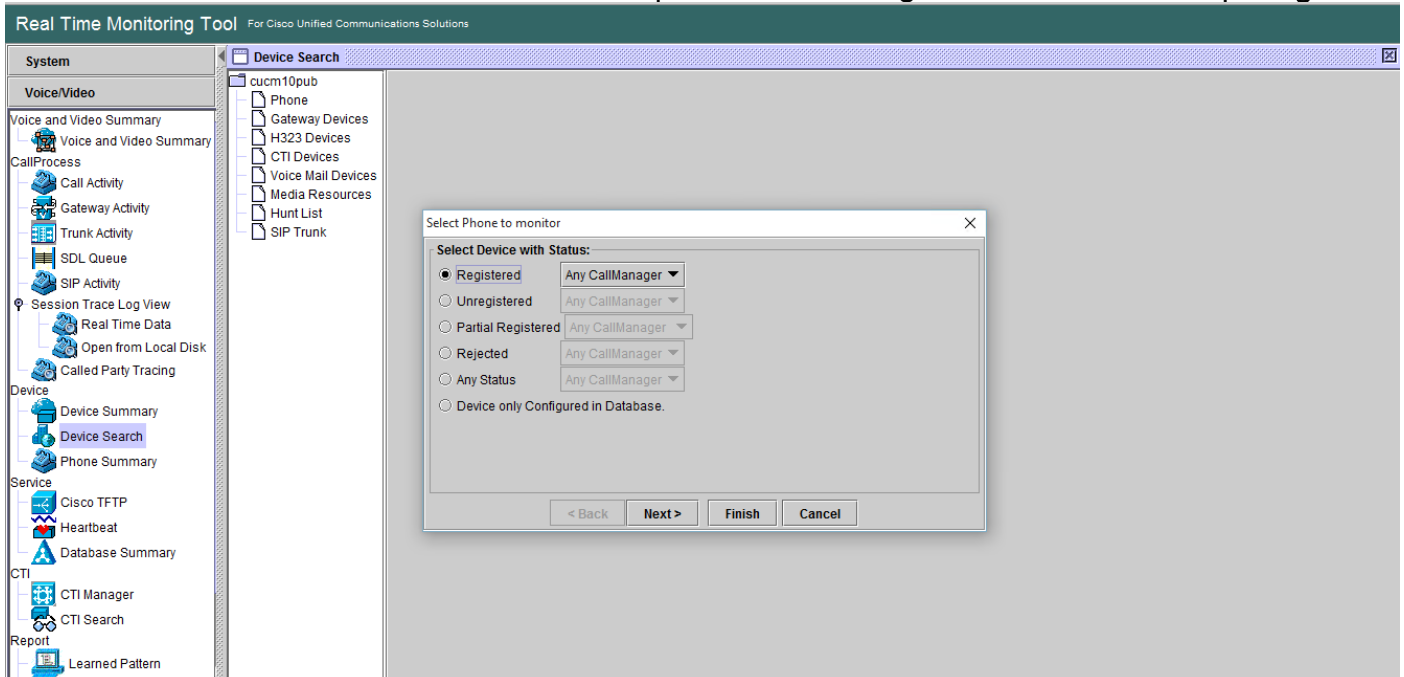 Real Time Monitoring Tool For Cisco Unified Communications Solutions
System
Voice/Video
Voice and Video Summary
Voice and Video Summary
CallProcess
Call Activity
Gateway Activity
Trunk Activity
SDL Queue
SIP Activity
Session Trace Log View
Real Time Data
Open from Local Disk
Called Party Tracing
Device
Device Summary
Device Search
Phone Summary
Service
Cisco TFTP
Heartbeat
Database Summary
CTI
CTI Manager
CTI Search
Report
Learned Pattern
Device Search
cucm10pub
Phone
Gateway Devices
H323 Devices
CTI Devices
Voice Mail Devices
Media Resources
Hunt List
SIP Trunk
Select Phone to monitor
Select Device with Status:
Registered Any CallManager
Unregistered Any CallManager
Partial Registered Any CallManager
Rejected Any CallManager
Any Status Any CallManager
Device only Configured in Database.
< Back Next > Finish Cancel